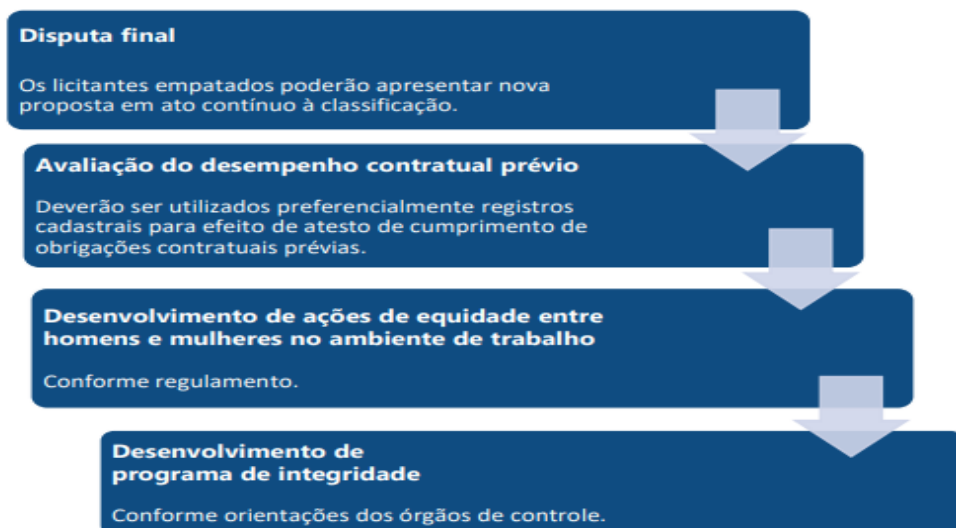 Disputa final
Os licitantes empatados poderão apresentar nova
proposta em ato contínuo à classificação.
Avaliação do desempenho contratual prévio
Deverão ser utilizados preferencialmente registros
cadastrais para efeito de atesto de cumprimento de
obrigações contratuais prévias.
Desenvolvimento de ações de equidade entre
homens e mulheres no ambiente de trabalho
Conforme regulamento.
Desenvolvimento de
programa de integridade
Conforme orientações dos órgãos de controle.